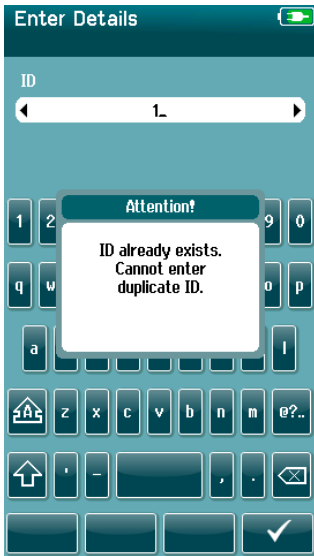 Enter Details
ID
1_
Attention!
ID already exists.
Cannot enter
duplicate ID.
1 2 9 0
q w o p
a l
A z x c v b n m @?..
' - , .